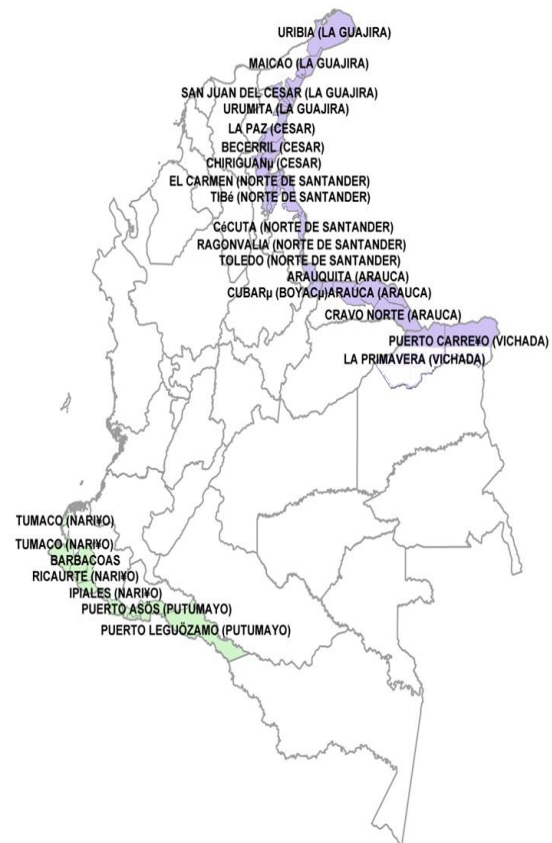 URIBIA (LA GUAJIRA)
MAICAO (LA GUAJIRA)
SAN JUAN DEL CESAR (LA GUAJIRA)
URUMITA (LA GUAJIRA)
LA PAZ (CESAR)
BECERRIL (CESAR)
CHIRIGUANµ (CESAR)
EL CARMEN (NORTE DE SANTANDER)
TIBé (NORTE DE SANTANDER)
CéCUTA (NORTE DE SANTANDER)
RAGONVALIA (NORTE DE SANTANDER)
TOLEDO (NORTE DE SANTANDER)
ARAUQUITA (ARAUCA)
CUBARµ (BOYACµ)ARAUCA (ARAUCA)
CRAVO NORTE (ARAUCA)
PUERTO CARRE¥O (VICHADA)
LA PRIMAVERA (VICHADA)
TUMACO (NARI¥O)
TUMACO (NARI¥O)
BARBACOAS
RICAURTE (NARI¥O)
IPIALES (NARI¥O)
PUERTO ASÖS (PUTUMAYO)
PUERTO LEGUÖZAMO (PUTUMAYO)